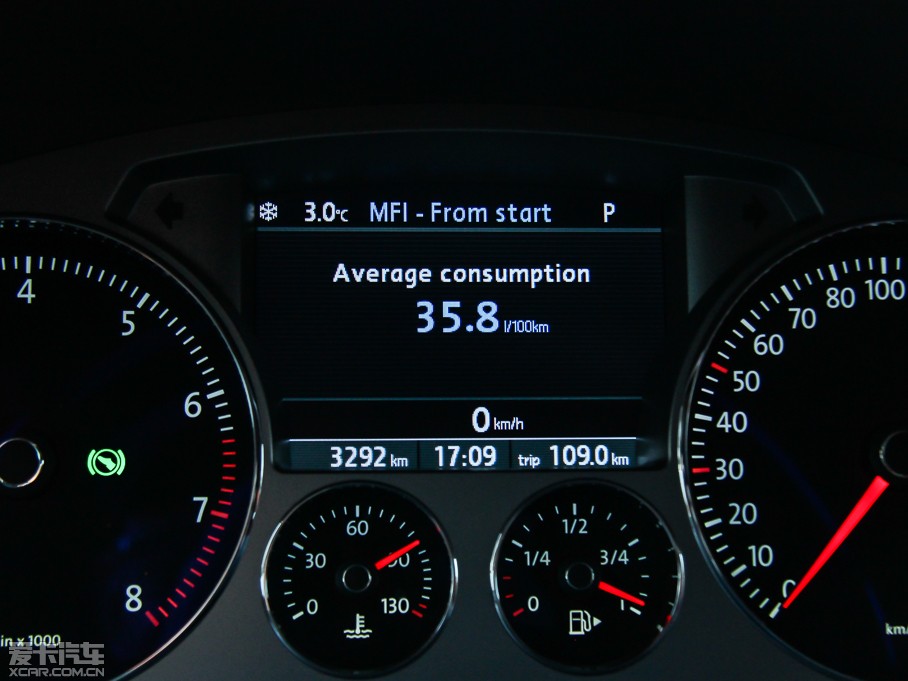 3.0°C MFI - From start P
Average consumption
35.8 l/100km
0 km/h
3292 km 17:09 trip 109.0 km
4
5
6
7
8
in x 1000
0
30
60
90
130
0
1/4
1/2
3/4
1
0
10
20
30
40
50
60
70
80
100
km/
爱卡汽车
XCAR.COM.CN